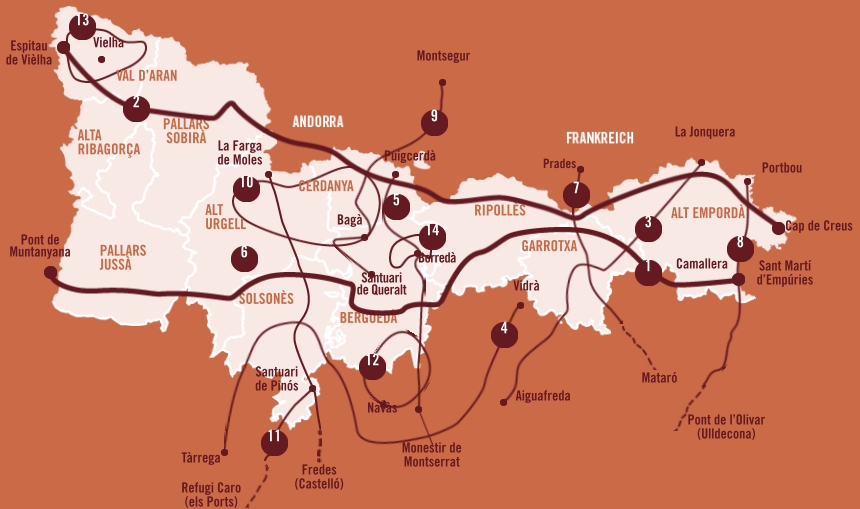 13
Vielha
Espitau
de Vièlha
VAL D'ARAN
2
ALTA
RIBAGORÇA
PALLARS
SOBIRÀ
ANDORRA
Montsegur
9
La Farga
de Moles
Puigcerdà
FRANKREICH
La Jonquera
Prades
Portbou
10
CERDANYA
5
7
RIPOLLÈS
ALT EMPORDÀ
ALT
URGELL
Bagà
14
3
Cap de Creus
Pont de
Muntanyana
PALLARS
JUSSÀ
6
Borredà
GARROTXA
8
1
Camallera
Sant Martí
d'Empúries
Santuari
de Queralt
SOLSONÈS
Vidrà
BERGUEDÀ
4
12
Santuari
de Pinós
Mataró
Navàs
Aiguafreda
11
Monestir de
Montserrat
Pont de l'Olivar
(Ulldecona)
Tàrrega
Fredes
(Castelló)
Refugi Caro
(els Ports)